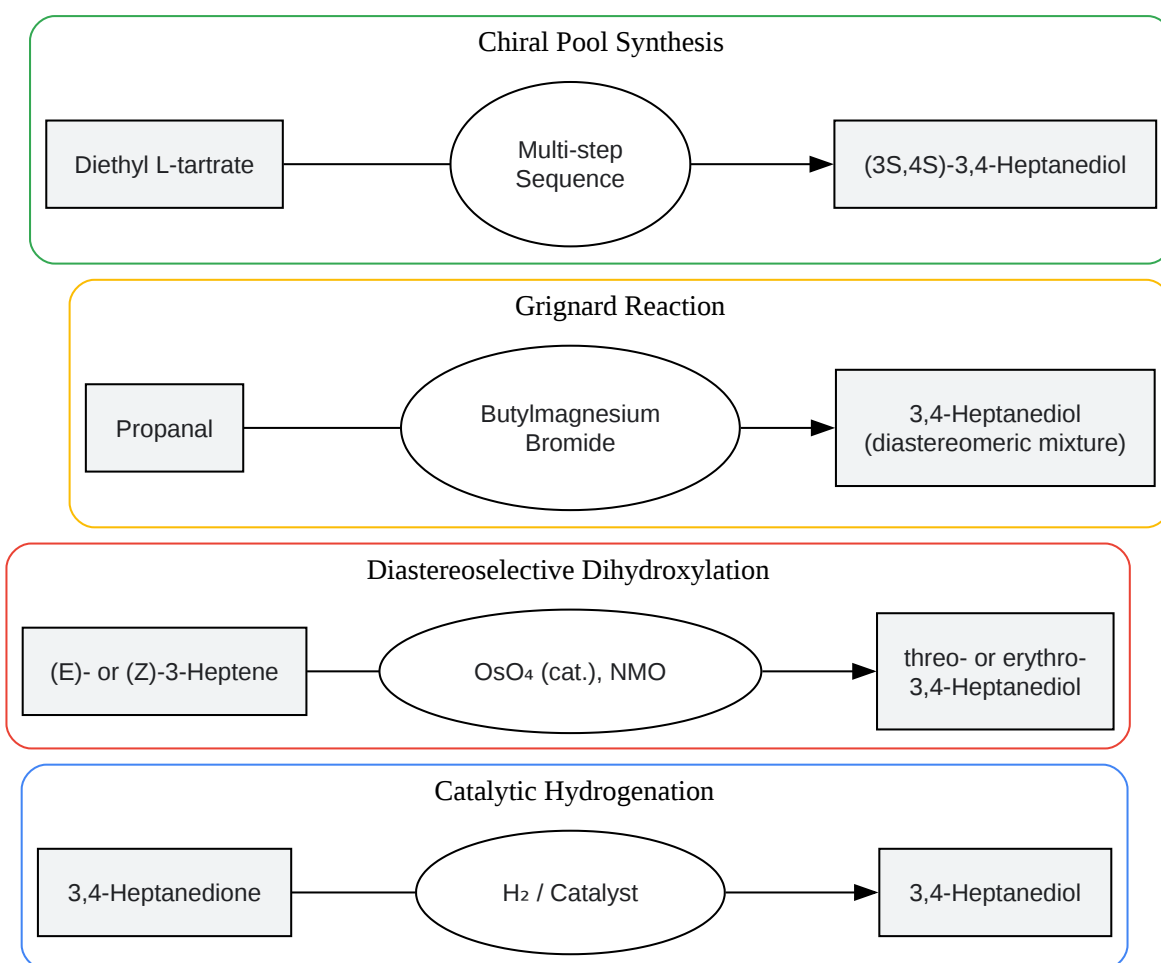 Chiral Pool Synthesis
Diethyl L-tartrate
Multi-step
Sequence
(3S,4S)-3,4-Heptanediol
Grignard Reaction
Propanal
Butylmagnesium
Bromide
3,4-Heptanediol
(diastereomeric mixture)
Diastereoselective Dihydroxylation
(E)- or (Z)-3-Heptene
OsO₄ (cat.), NMO
threo- or erythro-
3,4-Heptanediol
Catalytic Hydrogenation
3,4-Heptanedione
H₂ / Catalyst
3,4-Heptanediol